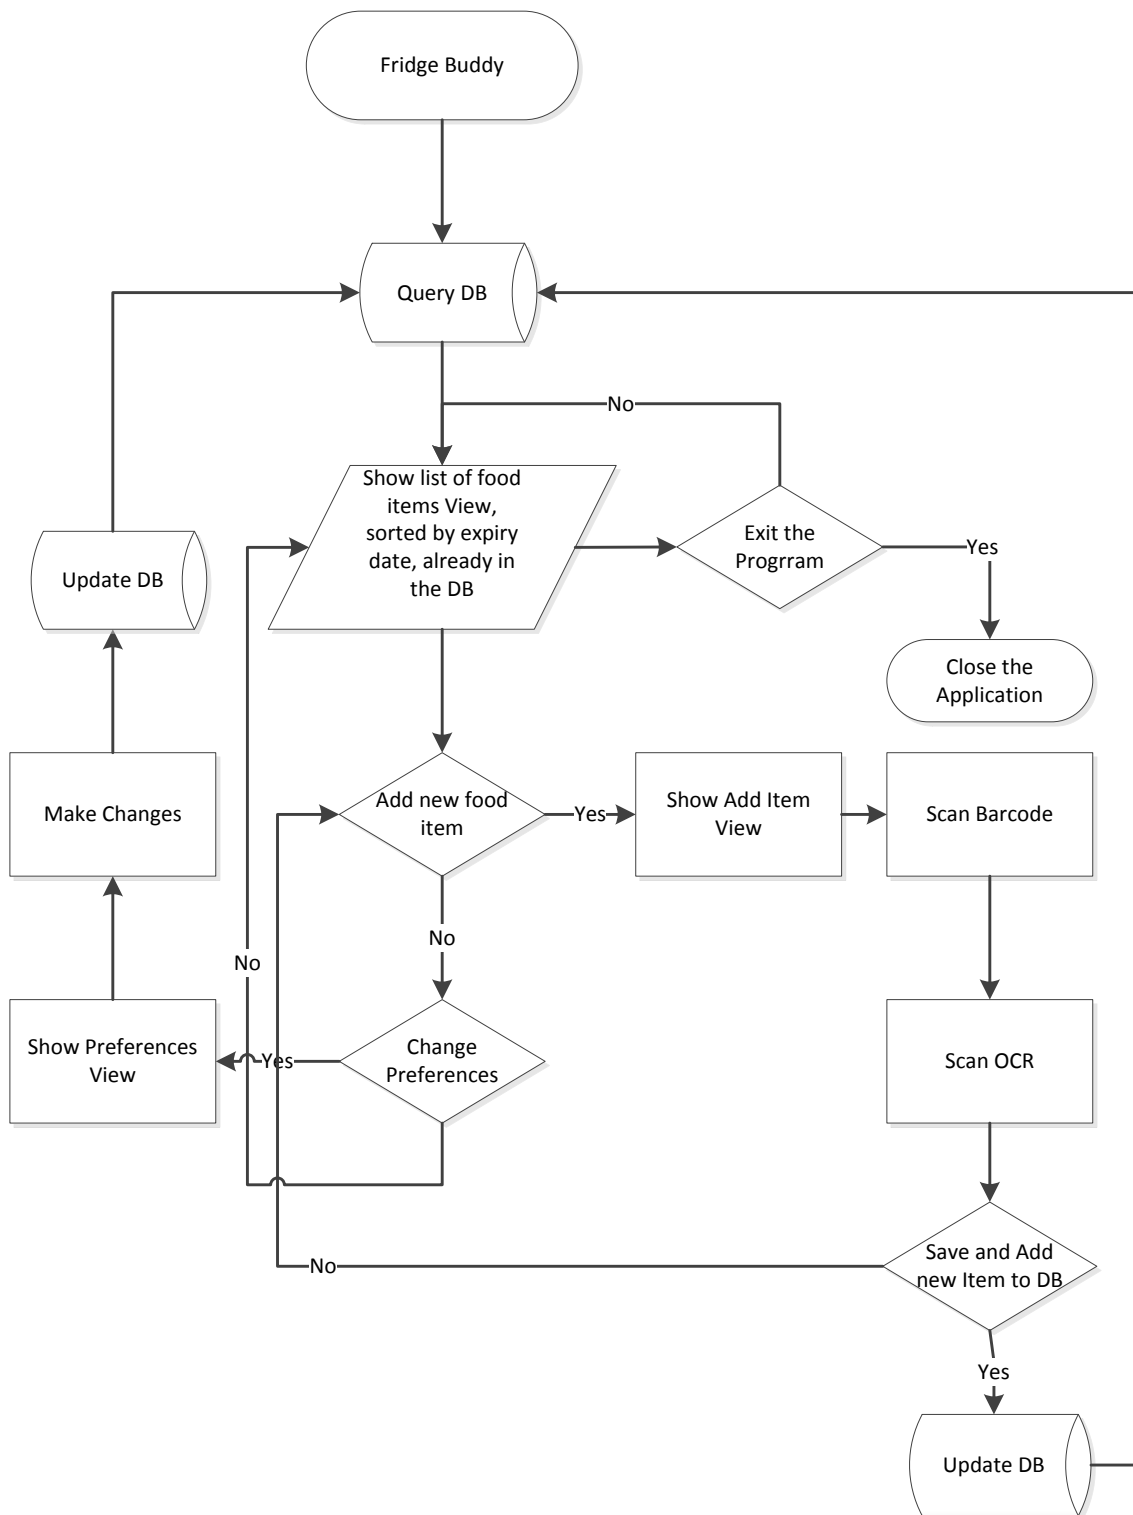 Fridge Buddy
Query DB
No
Show list of food
items View,
sorted by expiry
date, already in
the DB
Exit the
Progrram
Yes
Update DB
Close the
Application
Make Changes
Add new food
item
Yes
Show Add Item
View
Scan Barcode
No
No
Show Preferences
View
Yes
Change
Preferences
Scan OCR
No
Save and Add
new Item to DB
Yes
Update DB